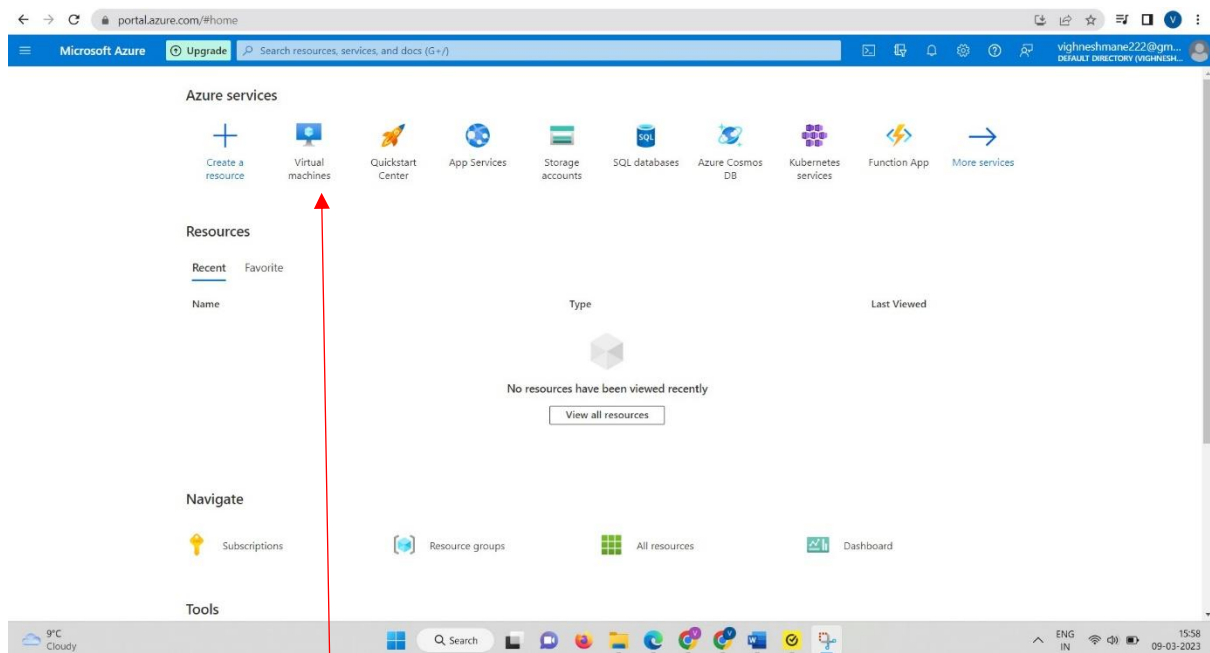 portal.azure.com/#home
V
Microsoft Azure
Upgrade
Search resources, services, and docs (G+/)
vighneshmane222@gm...
DEFAULT DIRECTORY (VIGHNESH...
Azure services
Create a resource
Virtual machines
Quickstart Center
App Services
Storage accounts
SQL
SQL databases
Azure Cosmos DB
Kubernetes services
Function App
More services
Resources
Recent Favorite
Name Type Last Viewed
No resources have been viewed recently
View all resources
Navigate
Subscriptions
Resource groups
All resources
Dashboard
Tools
9°C
Cloudy
Search
ENG
IN
15:58
09-03-2023